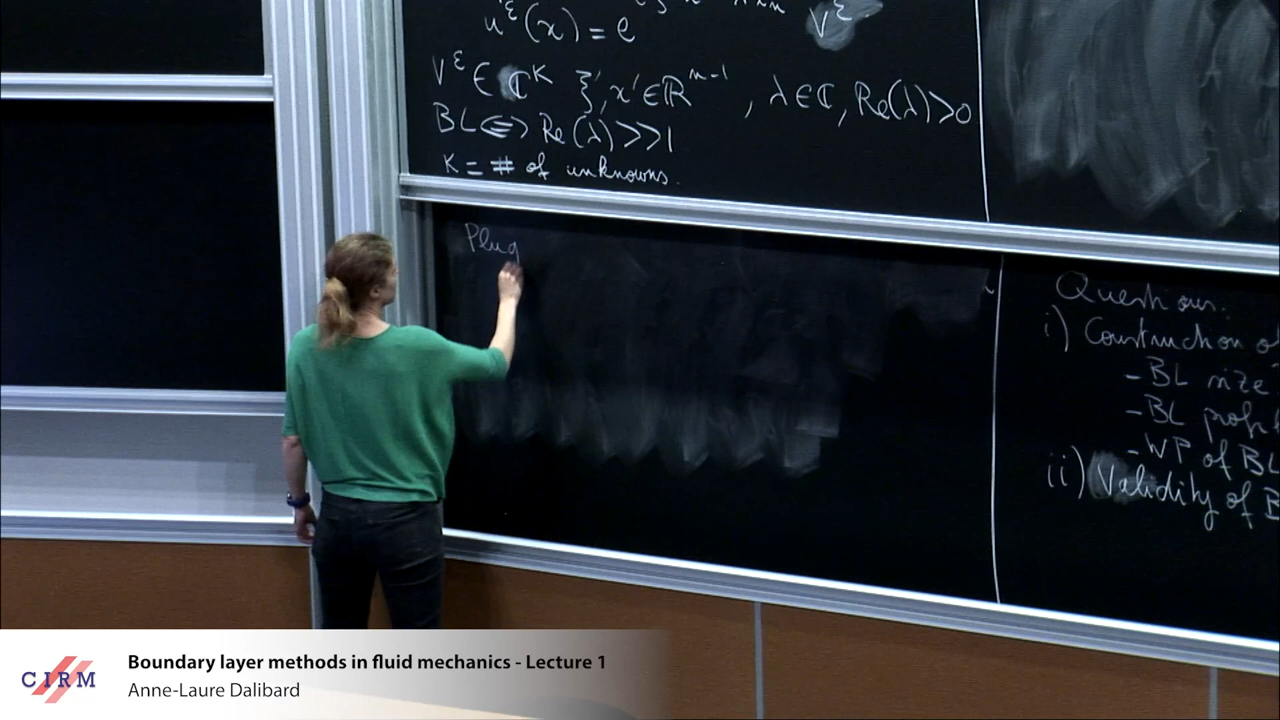 u^ε(x) = e
V^ε
V^ε ∈ ℂ^K ξ', x' ∈ ℝ^{n-1}, λ ∈ ℂ, Re(λ) > 0
BL ⟺ Re(λ) >> 1
K = # of unknowns.
Plug
Questions.
i) Construction of
- BL size
- BL prof
- WP of BL
ii) Validity of B
CIRM
Boundary layer methods in fluid mechanics - Lecture 1
Anne-Laure Dalibard